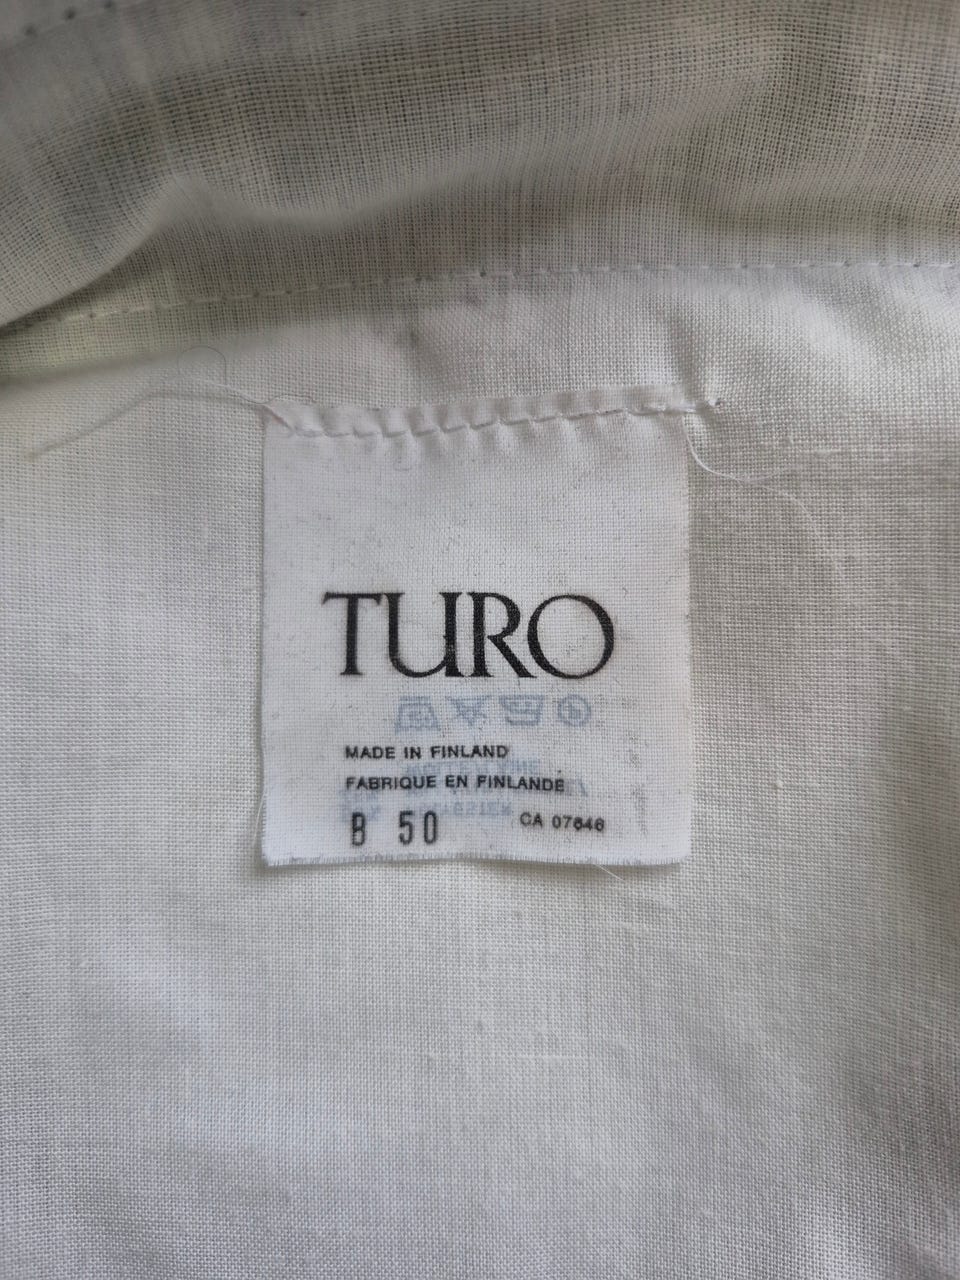 TURO
MADE IN FINLAND
FABRIQUE EN FINLANDE
B 50 CA 07646